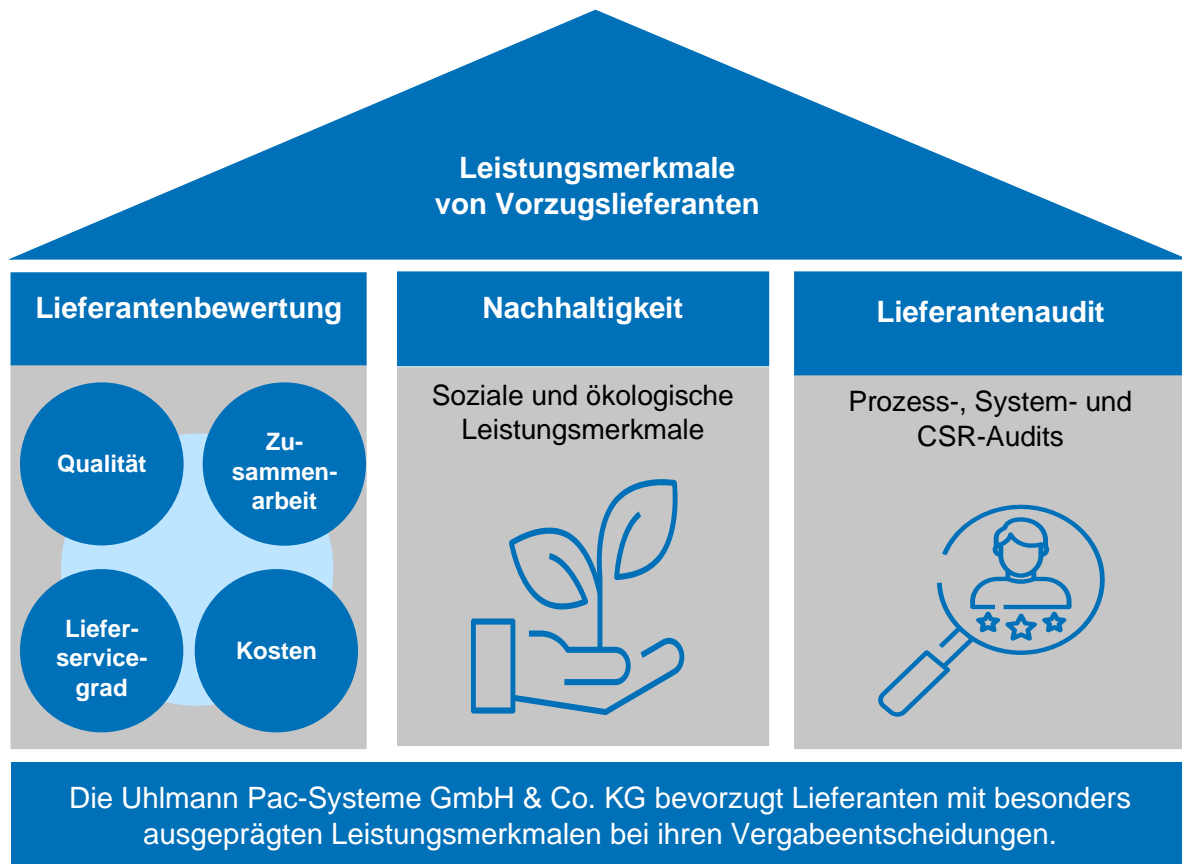 Leistungsmerkmale
von Vorzugslieferanten
Lieferantenbewertung
Qualität
Zu-
sammen-
arbeit
Liefer-
service-
grad
Kosten
Nachhaltigkeit
Soziale und ökologische
Leistungsmerkmale
Lieferantenaudit
Prozess-, System- und
CSR-Audits
Die Uhlmann Pac-Systeme GmbH & Co. KG bevorzugt Lieferanten mit besonders
ausgeprägten Leistungsmerkmalen bei ihren Vergabeentscheidungen.